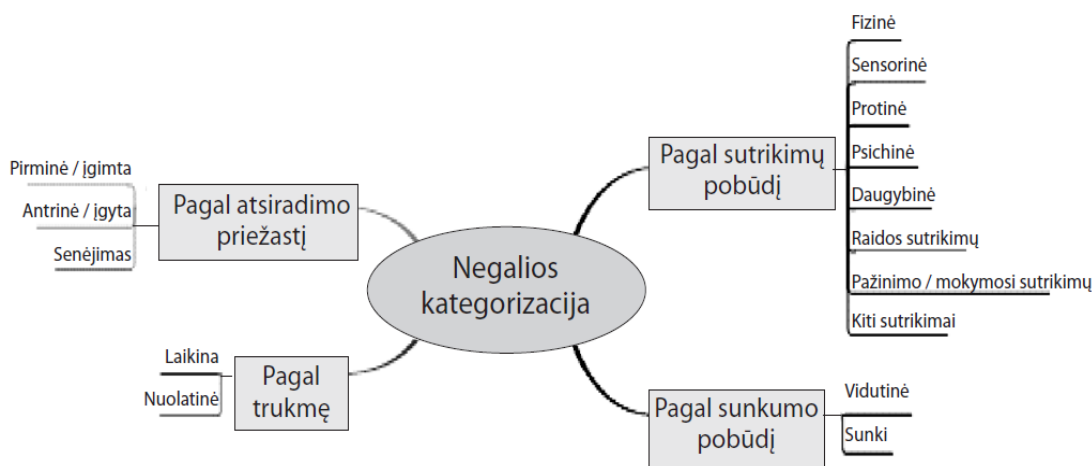 Negalios
kategorizacija
Pagal atsiradimo
priežastį
Pirminė / įgimta
Antrinė / įgyta
Senėjimas
Pagal
trukmę
Laikina
Nuolatinė
Pagal sutrikimų
pobūdį
Fizinė
Sensorinė
Protinė
Psichinė
Daugybinė
Raidos sutrikimų
Pažinimo / mokymosi sutrikimų
Kiti sutrikimai
Pagal sunkumo
pobūdį
Vidutinė
Sunki